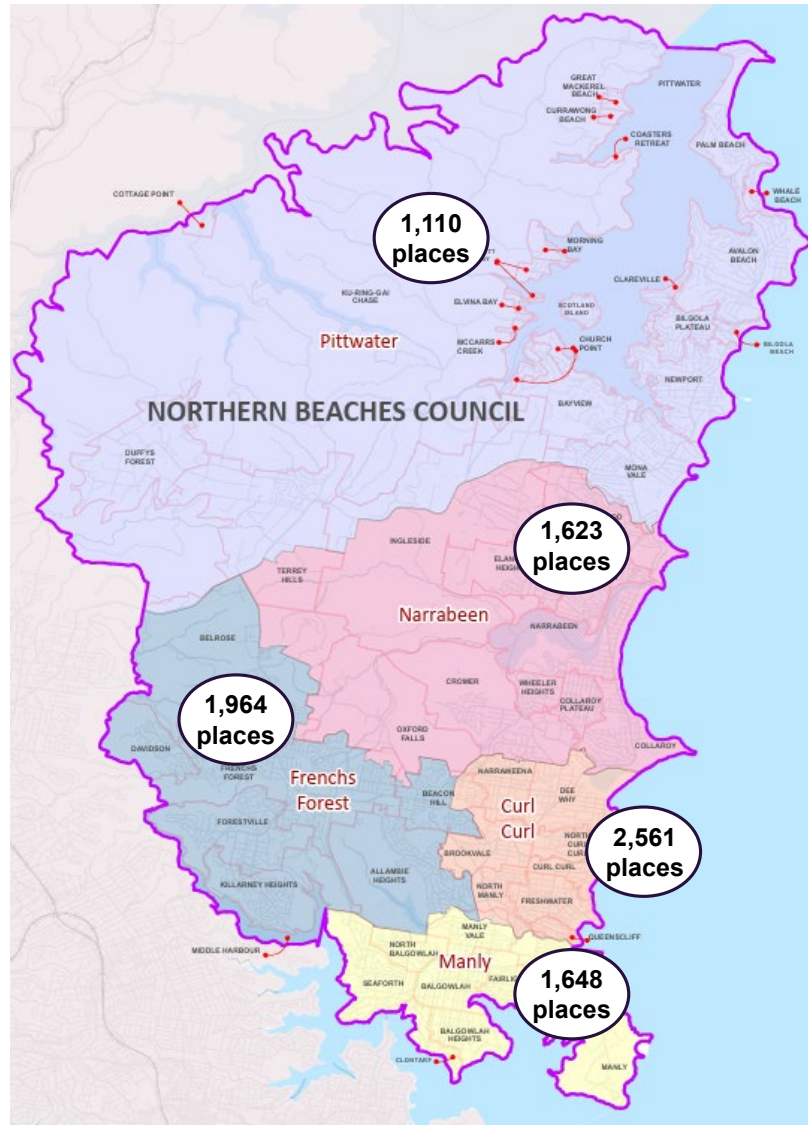 GREAT
MACKEREL
BEACH
PITTWATER
CURRAWONG
BEACH
COASTERS
RETREAT
PALM BEACH
COTTAGE POINT
WHALE
BEACH
1,110
places
MORNING
BAY
AVALON
BEACH
CLAREVILLE
KU-RING-GAI
CHASE
ELVINA BAY
SCOTLAND
ISLAND
BILGOLA
PLATEAU
Pittwater
MCCARRS
CREEK
CHURCH
POINT
BILGOLA
BEACH
NEWPORT
NORTHERN BEACHES COUNCIL
BAYVIEW
DUFFYS
FOREST
MONA
VALE
1,623
places
INGLESIDE
TERREY
HILLS
Narrabeen
NARRABEEN
BELROSE
CROMER
WHEELER
HEIGHTS
COLLAROY
PLATEAU
1,964
places
OXFORD
FALLS
DAVIDSON
COLLAROY
FRENCHS
FOREST
Frenchs
Forest
NARRAWEENA
BEACON
HILL
DEE
WHY
Curl
Curl
FORESTVILLE
2,561
places
NORTH
CURL
CURL
BROOKVALE
CURL CURL
ALLAMBIE
HEIGHTS
KILLARNEY HEIGHTS
NORTH
MANLY
FRESHWATER
MANLY
VALE
QUEENSCLIFF
MIDDLE HARBOUR
NORTH
BALGOWLAH
Manly
1,648
places
SEAFORTH
BALGOWLAH
BALGOWLAH
HEIGHTS
CLONTARF
MANLY